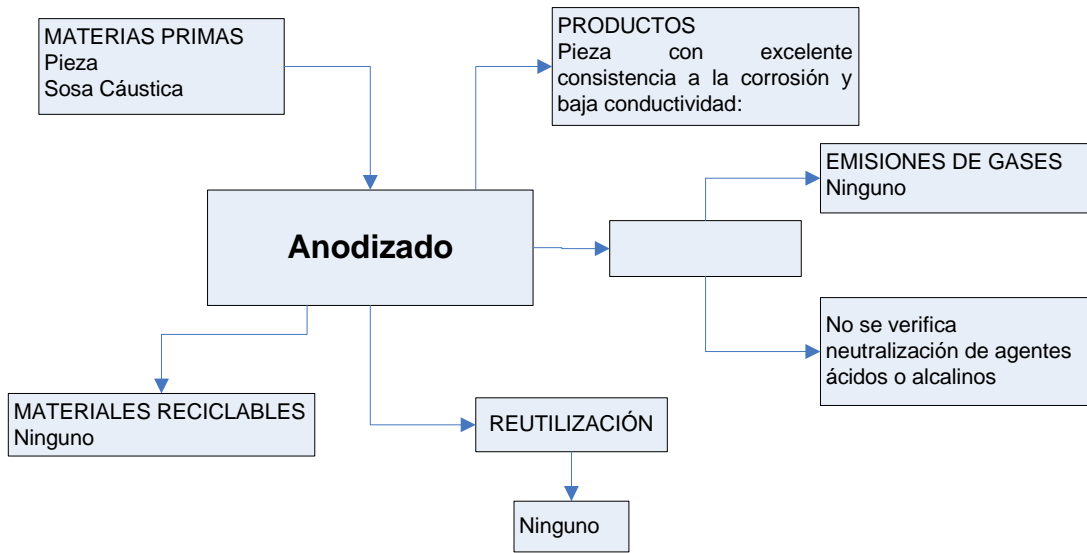 MATERIAS PRIMAS
Pieza
Sosa Cáustica
PRODUCTOS
Pieza con excelente
consistencia a la corrosión y
baja conductividad:
EMISIONES DE GASES
Ninguno
Anodizado
No se verifica
neutralización de agentes
ácidos o alcalinos
MATERIALES RECICLABLES
Ninguno
REUTILIZACIÓN
Ninguno